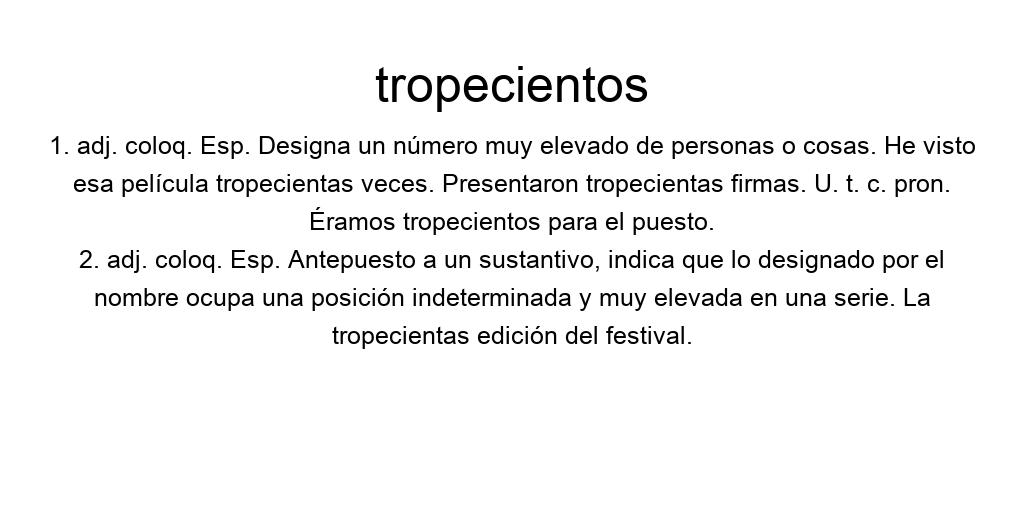 tropecientos
1. adj. coloq. Esp. Designa un número muy elevado de personas o cosas. He visto
esa película tropecientas veces. Presentaron tropecientas firmas. U. t. c. pron.
Éramos tropecientos para el puesto.
2. adj. coloq. Esp. Antepuesto a un sustantivo, indica que lo designado por el
nombre ocupa una posición indeterminada y muy elevada en una serie. La
tropecientas edición del festival.